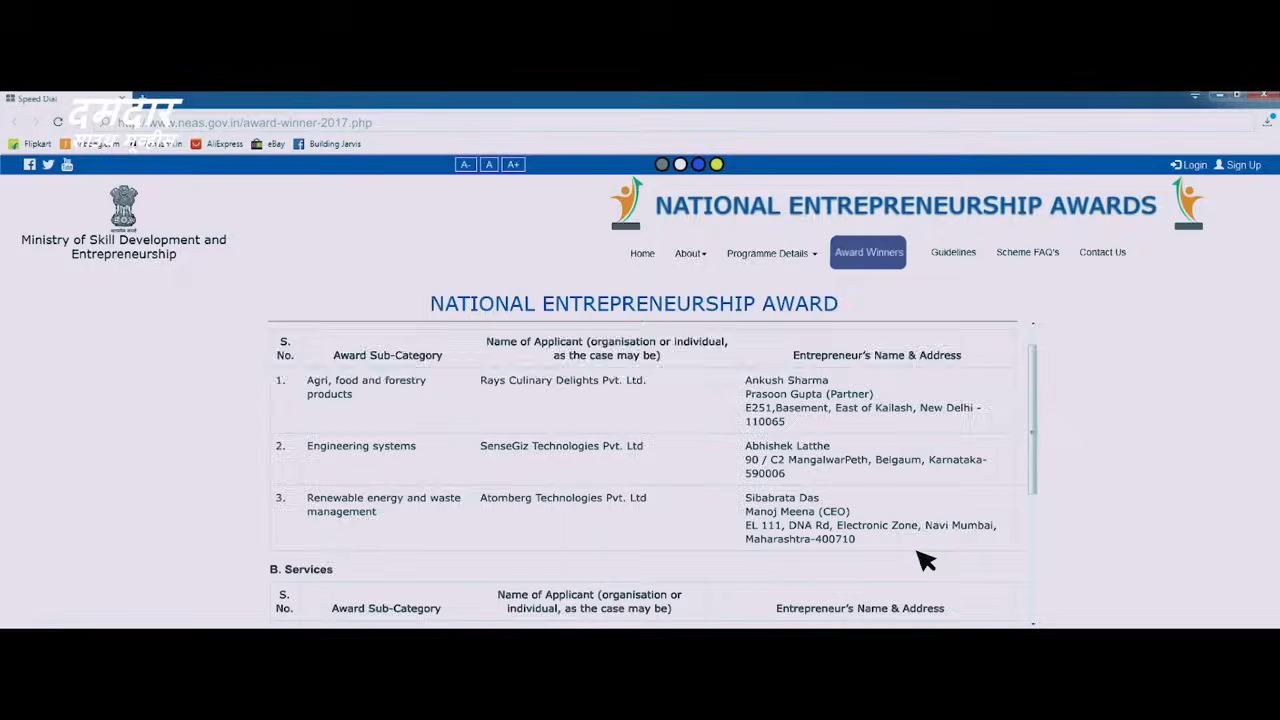 Speed Dial
दमदार
www.neas.gov.in/award-winner-2017.php
Flipkart
AliExpress
eBay
Building Jarvis
A-
A
A+
Login
Sign Up
NATIONAL ENTREPRENEURSHIP AWARDS
Ministry of Skill Development and
Entrepreneurship
Home
About
Programme Details
Award Winners
Guidelines
Scheme FAQ's
Contact Us
NATIONAL ENTREPRENEURSHIP AWARD
S.
No.
Award Sub-Category
Name of Applicant (organisation or individual,
as the case may be)
Entrepreneur's Name & Address
1.
Agri, food and forestry
products
Rays Culinary Delights Pvt. Ltd.
Ankush Sharma
Prasoon Gupta (Partner)
E251,Basement, East of Kailash, New Delhi -
110065
2.
Engineering systems
SenseGiz Technologies Pvt. Ltd
Abhishek Latthe
90 / C2 MangalwarPeth, Belgaum, Karnataka-
590006
3.
Renewable energy and waste
management
Atomberg Technologies Pvt. Ltd
Sibabrata Das
Manoj Meena (CEO)
EL 111, DNA Rd, Electronic Zone, Navi Mumbai,
Maharashtra-400710
B. Services
S.
No.
Award Sub-Category
Name of Applicant (organisation or
individual, as the case may be)
Entrepreneur's Name & Address